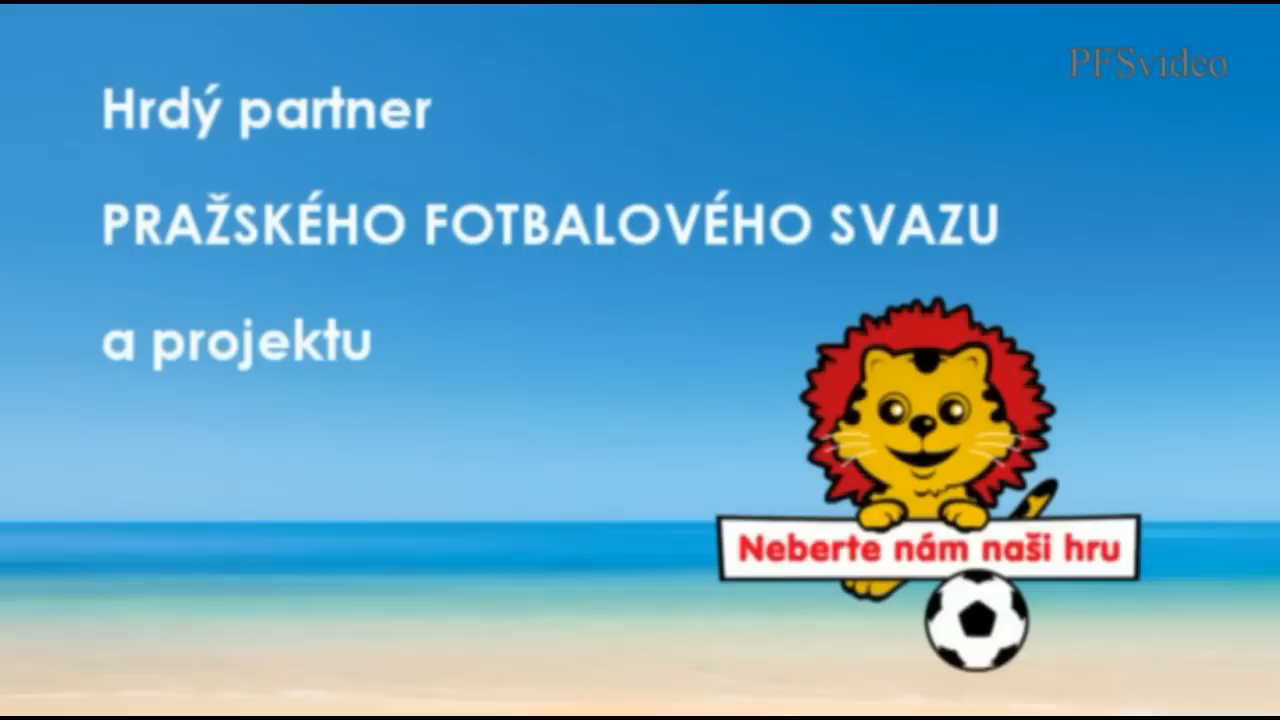 PFSvideo
Hrdý partner
PRAŽSKÉHO FOTBALOVÉHO SVAZU
a projektu
Neberte nám naši hru